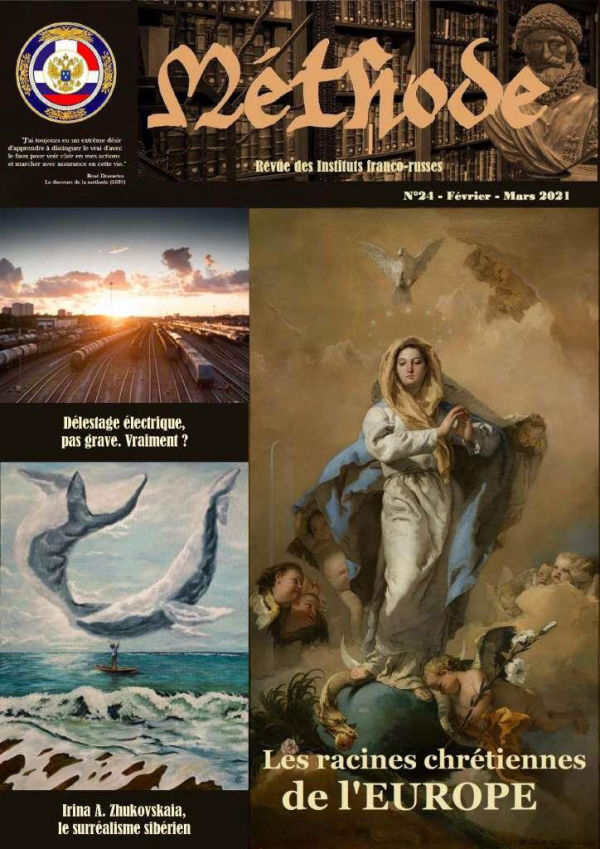 Méthode
Revue des Instituts franco-russes
"J'ai toujours eu un extrême désir
d'apprendre à distinguer le vrai d'avec
le faux pour voir clair en mes actions
et marcher avec assurance en cette vie."
René Descartes
Le discours de la méthode (1637)
N°24 - Février - Mars 2021
Délestage électrique,
pas grave. Vraiment ?
Irina A. Zhukovskaia,
le surréalisme sibérien
Les racines chrétiennes
de l'EUROPE